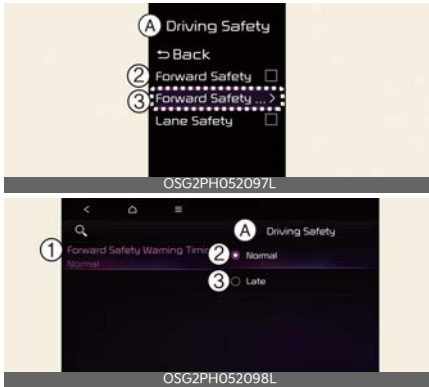 A Driving Safety
Back
2 Forward Safety
3 Forward Safety ... >
Lane Safety
OSG2PH052097L
A Driving Safety
1 Forward Safety Warning Timin
Normal
2 Normal
3 Late
OSG2PH052098L